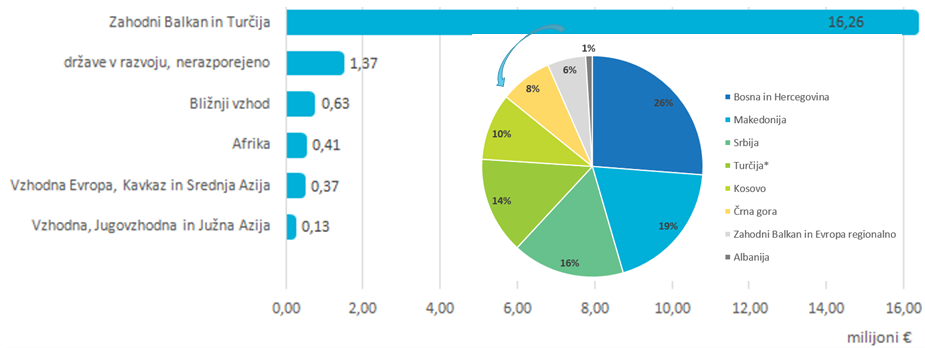 Zahodni Balkan in Turčija
16,26
države v razvoju, nerazporejeno
1,37
Bližnji vzhod
0,63
Afrika
0,41
Vzhodna Evropa, Kavkaz in Srednja Azija
0,37
Vzhodna, Jugovzhodna in Južna Azija
0,13
0,00
2,00
4,00
6,00
8,00
10,00
12,00
14,00
16,00
milijoni €
1%
26%
19%
16%
14%
10%
8%
6%
Bosna in Hercegovina
Makedonija
Srbija
Turčija*
Kosovo
Črna gora
Zahodni Balkan in Evropa regionalno
Albanija